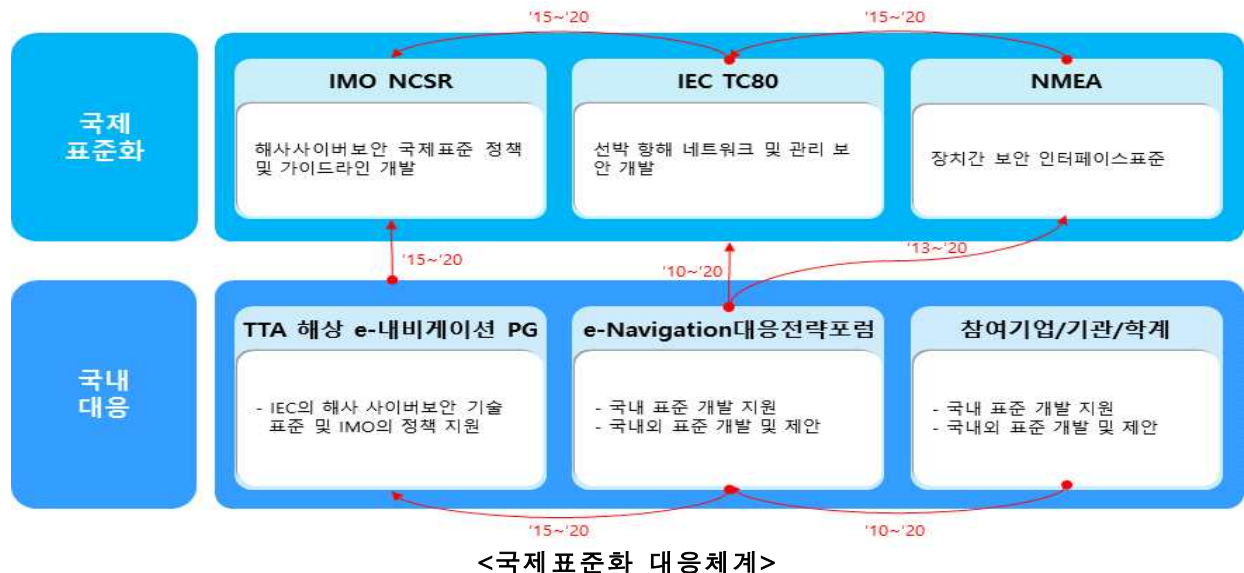 '15~'20
'15~'20
국제
표준화
IMO NCSR
IEC TC80
NMEA
해사사이버보안 국제표준 정책
및 가이드라인 개발
선박 항해 네트워크 및 관리 보
안 개발
장치간 보안 인터페이스표준
'15~'20
'10~'20
'13~'20
국내
대응
TTA 해상 e-내비게이션 PG
e-Navigation대응전략포럼
참여기업/기관/학계
- IEC의 해사 사이버보안 기술
표준 및 IMO의 정책 지원
- 국내 표준 개발 지원
- 국내외 표준 개발 및 제안
- 국내 표준 개발 지원
- 국내외 표준 개발 및 제안
'15~'20
'10~'20
<국제표준화 대응체계>